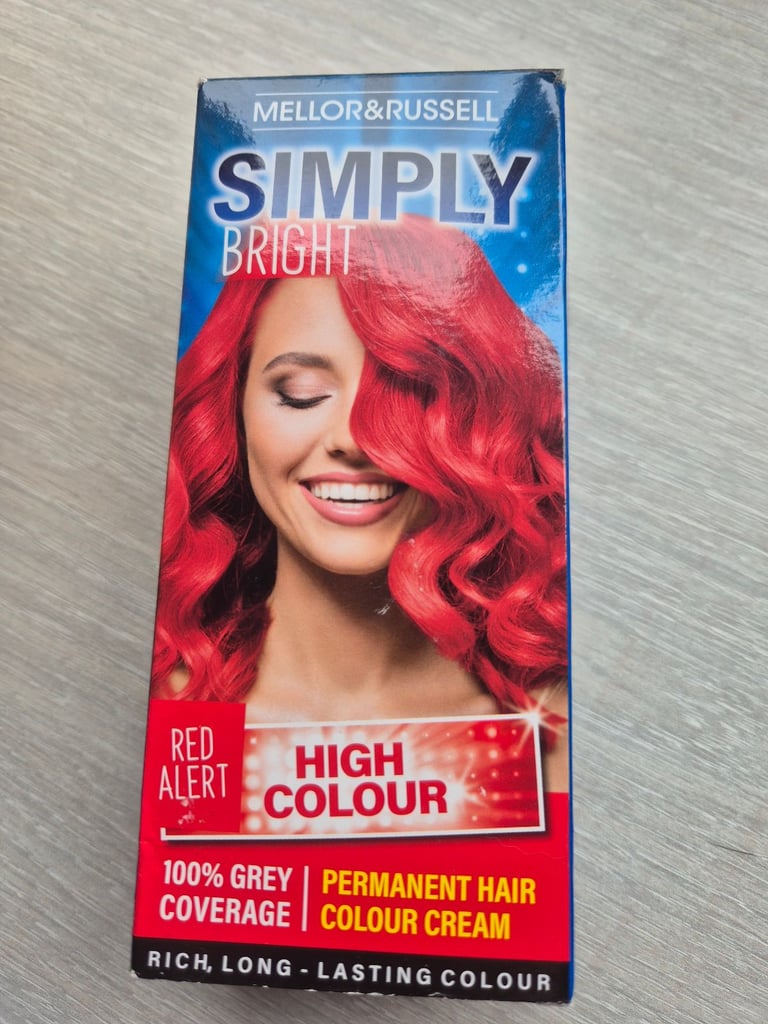 MELLOR&RUSSELL
SIMPLY
BRIGHT
RED
ALERT
HIGH
COLOUR
100% GREY
COVERAGE
PERMANENT HAIR
COLOUR CREAM
RICH, LONG - LASTING COLOUR